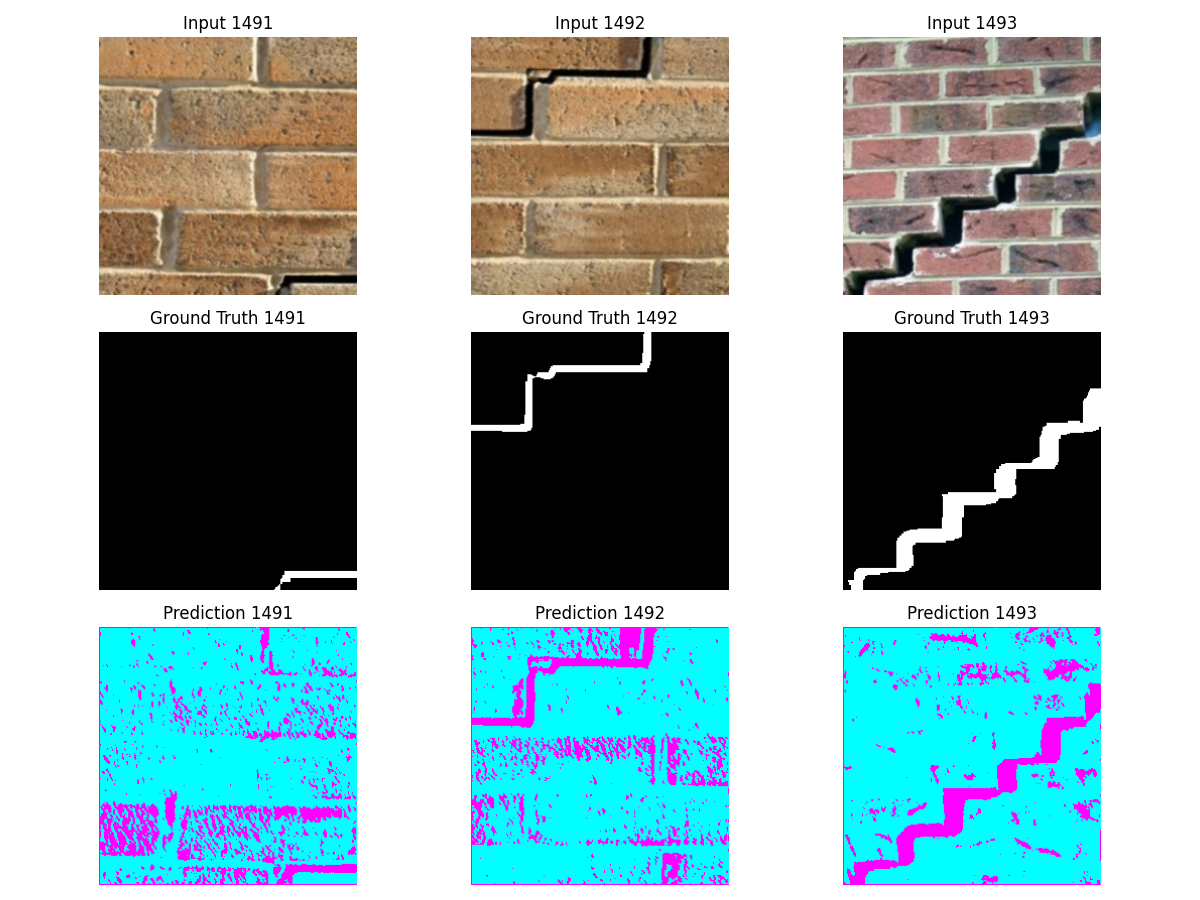 Input 1491
Input 1492
Input 1493
Ground Truth 1491
Ground Truth 1492
Ground Truth 1493
Prediction 1491
Prediction 1492
Prediction 1493